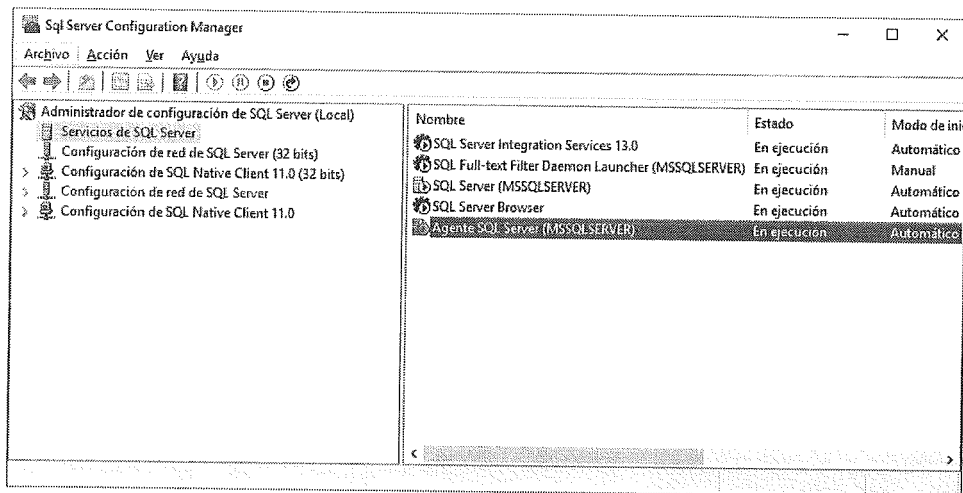 Sql Server Configuration Manager
Archivo Acción Ver Ayuda
Administrador de configuración de SQL Server (Local)
Servicios de SQL Server
Configuración de red de SQL Server (32 bits)
Configuración de SQL Native Client 11.0 (32 bits)
Configuración de red de SQL Server
Configuración de SQL Native Client 11.0
Nombre Estado Modo de ini
SQL Server Integration Services 13.0 En ejecución Automático
SQL Full-text Filter Daemon Launcher (MSSQLSERVER) En ejecución Manual
SQL Server (MSSQLSERVER) En ejecución Automático
SQL Server Browser En ejecución Automático
Agente SQL Server (MSSQLSERVER) En ejecución Automático